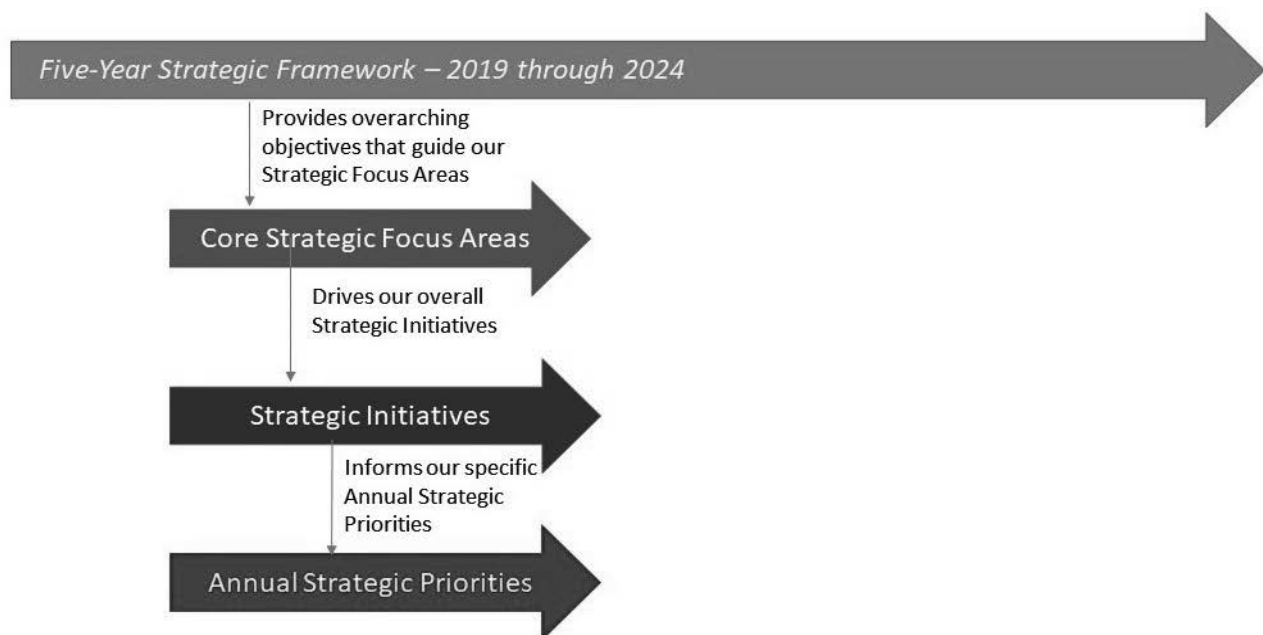 Five-Year Strategic Framework – 2019 through 2024
Provides overarching
objectives that guide our
Strategic Focus Areas
Core Strategic Focus Areas
Drives our overall
Strategic Initiatives
Strategic Initiatives
Informs our specific
Annual Strategic
Priorities
Annual Strategic Priorities